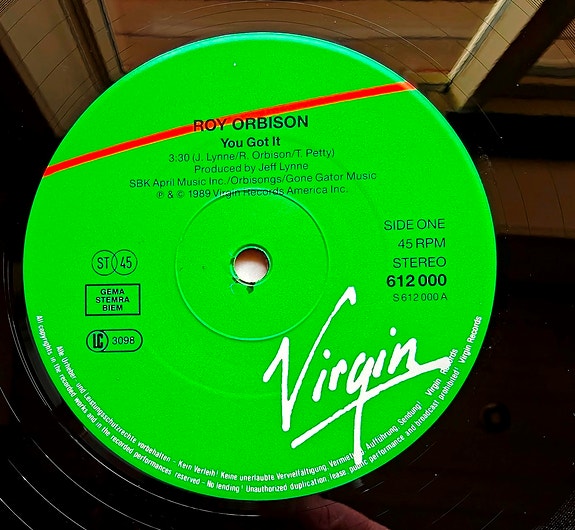 ROY ORBISON
You Got It
3:30 (J. Lynne/R. Orbison/T. Petty)
Produced by Jeff Lynne
SBK April Music Inc./Orbisongs/Gone Gator Music
℗ & © 1989 Virgin Records America Inc.
SIDE ONE
45 RPM
STEREO
612 000
S 612 000 A
ST 45
GEMA
STEMRA
BIEM
LC 3098
Virgin
Alle Urheber- und Leistungsschutzrechte vorbehalten – Kein Verleih! Keine unerlaubte Vervielfältigung, Vermietung, Aufführung, Sendung! Virgin Records
All copyrights in the recorded works and in the recorded performances reserved – No lending! Unauthorized duplication, lease, public performance and broadcast prohibited! Virgin Records